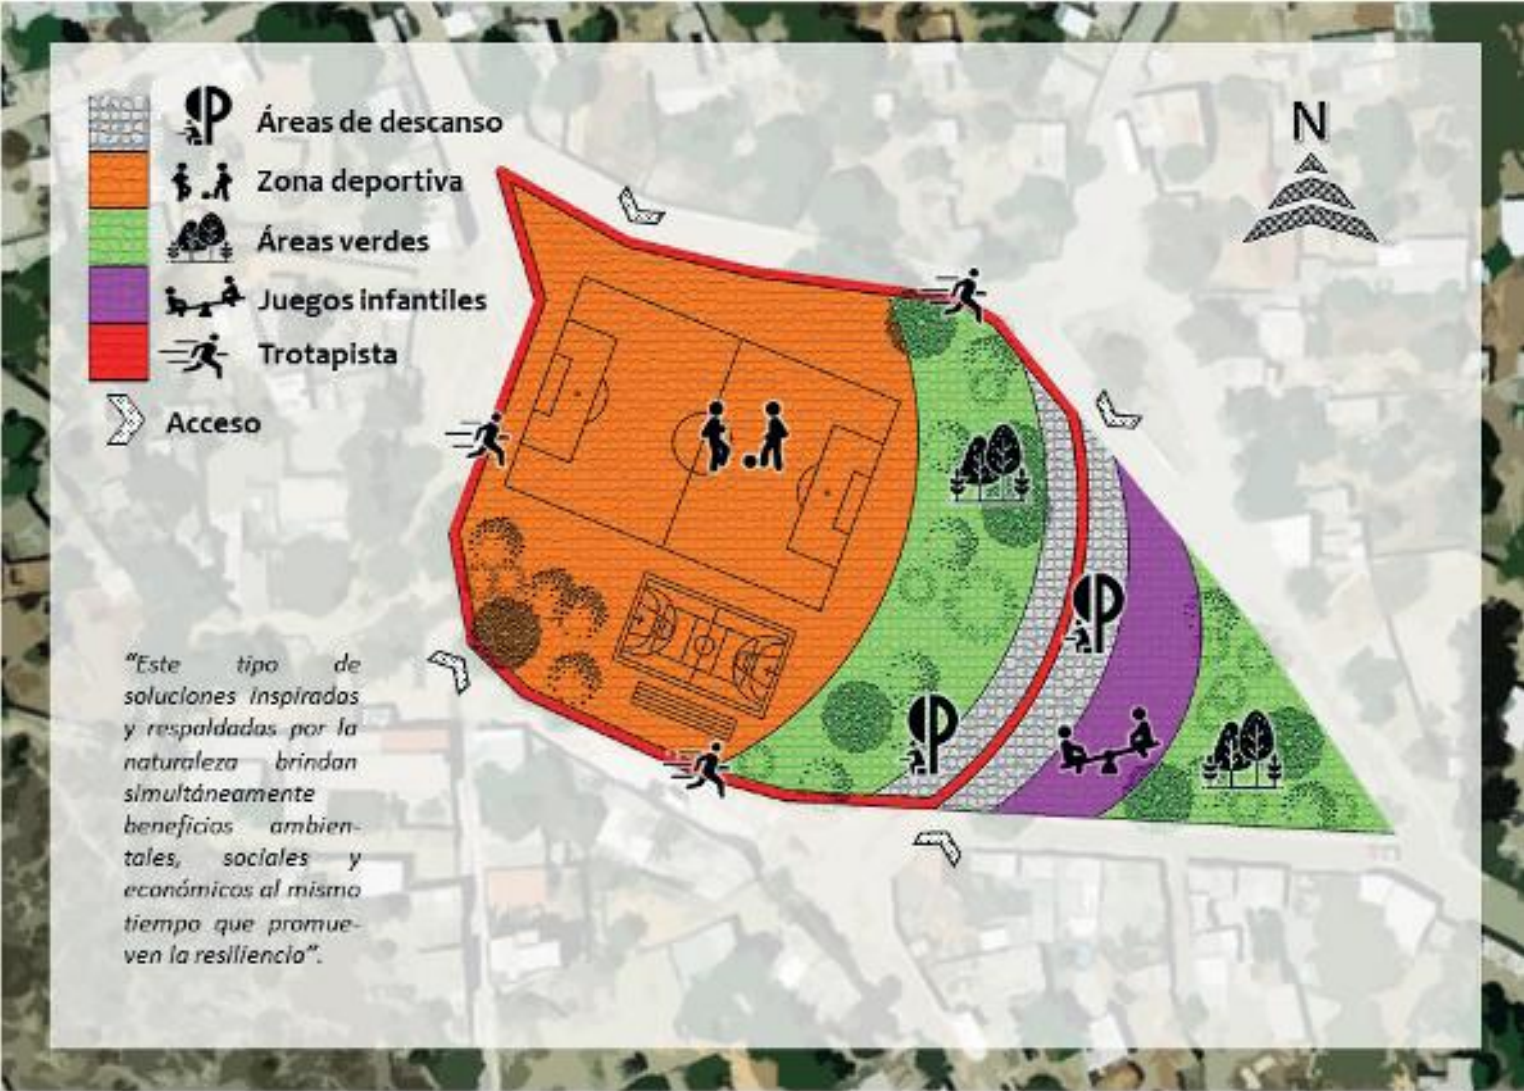 Áreas de descanso
Zona deportiva
Áreas verdes
Juegos infantiles
Trotapista
Acceso
N
“Este tipo de
soluciones inspiradas
y respaldadas por la
naturaleza brindan
simultáneamente
beneficios ambien-
tales, sociales y
económicos al mismo
tiempo que promue-
ven la resiliencia”.